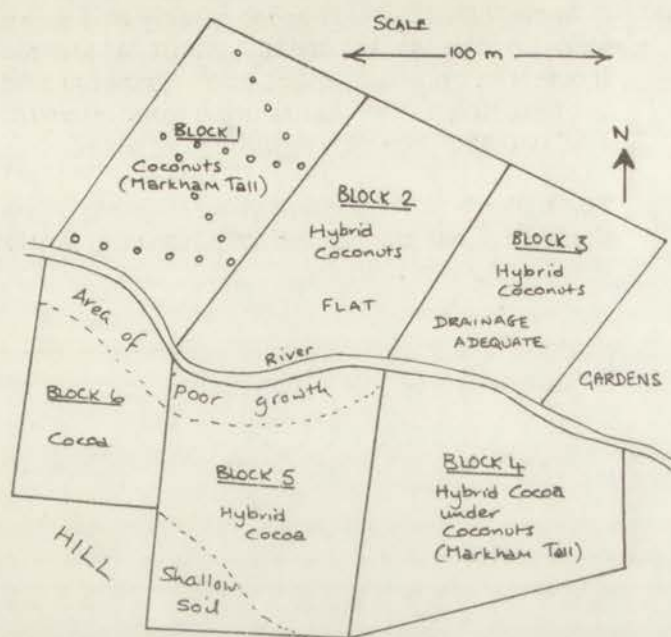 SCALE
100 m
N
BLOCK 1
Coconuts
(Markham Tall)
BLOCK 2
Hybrid
Coconuts
FLAT
BLOCK 3
Hybrid
Coconuts
DRAINAGE
ADEQUATE
GARDENS
River
Area of
Poor growth
BLOCK 6
Cocoa
BLOCK 5
Hybrid
Cocoa
BLOCK 4
Hybrid Cocoa
under
Coconuts
(Markham Tall)
HILL
Shallow
Soil